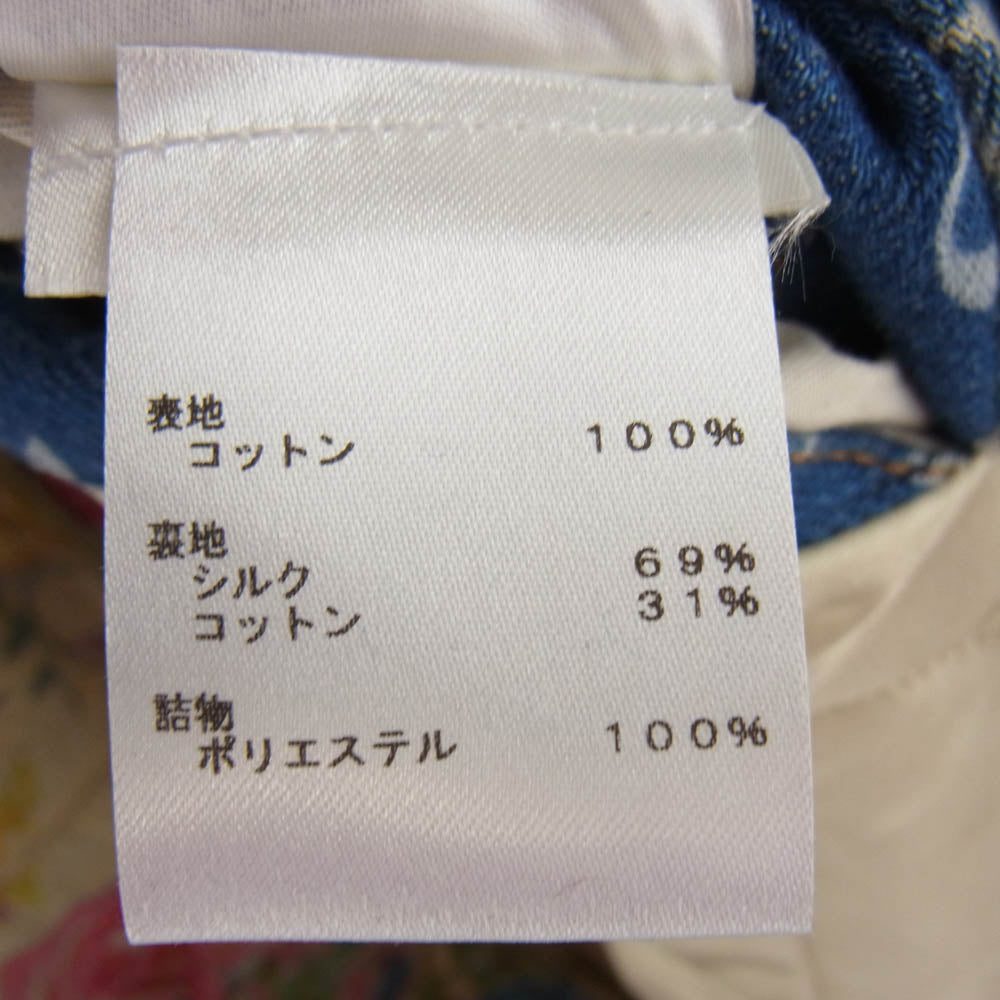 表地
コットン 100%
裏地
シルク 69%
コットン 31%
詰物
ポリエステル 100%